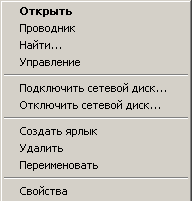 Открыть
Проводник
Найти...
Управление
Подключить сетевой диск...
Отключить сетевой диск...
Создать ярлык
Удалить
Переименовать
Свойства